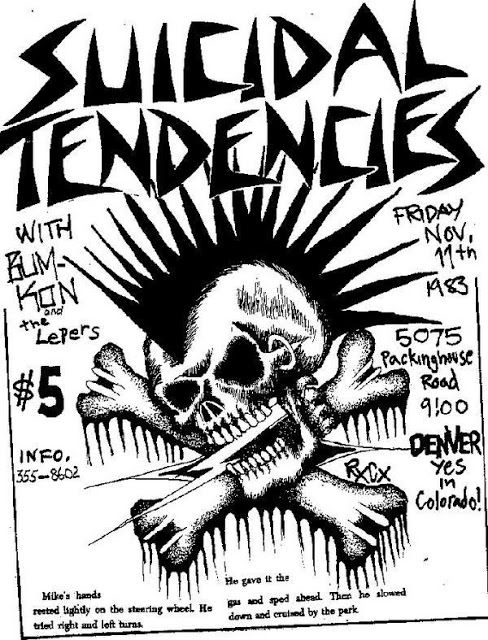 SUICIDAL
TENDENCIES
WITH
BUM-
KON
and
the
Lepers
$5
INFO.
355-8602
FRIDAY
NOV.
11th
1983
5075
Packinghouse
Road
9:00
DENVER
Yes
in
Colorado!
RxCx
Mike's hands
rested lightly on the steering wheel. He
tried right and left turns.
He gave it the
gas and sped ahead. Then he slowed
down and cruised by the park